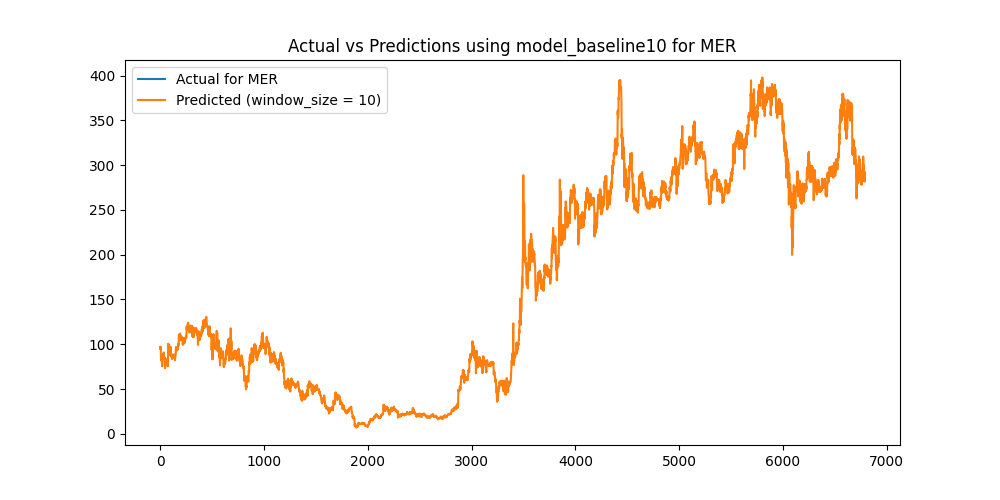 Actual vs Predictions using model_baseline10 for MER
Actual for MER
Predicted (window_size = 10)
400
350
300
250
200
150
100
50
0
0 1000 2000 3000 4000 5000 6000 7000